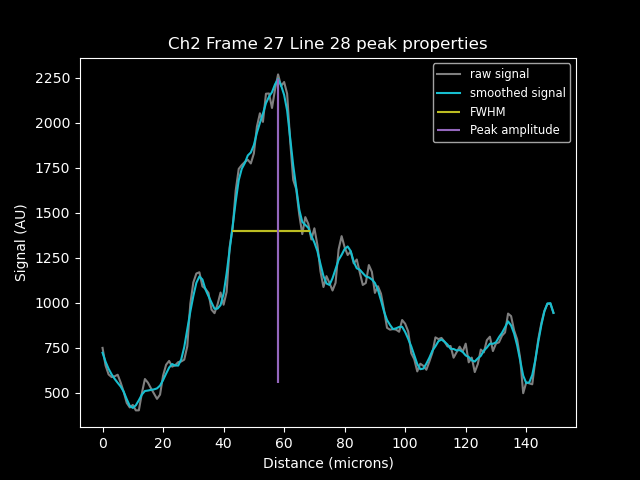 Ch2 Frame 27 Line 28 peak properties
raw signal
smoothed signal
FWHM
Peak amplitude
Signal (AU)
2250
2000
1750
1500
1250
1000
750
500
0 20 40 60 80 100 120 140
Distance (microns)